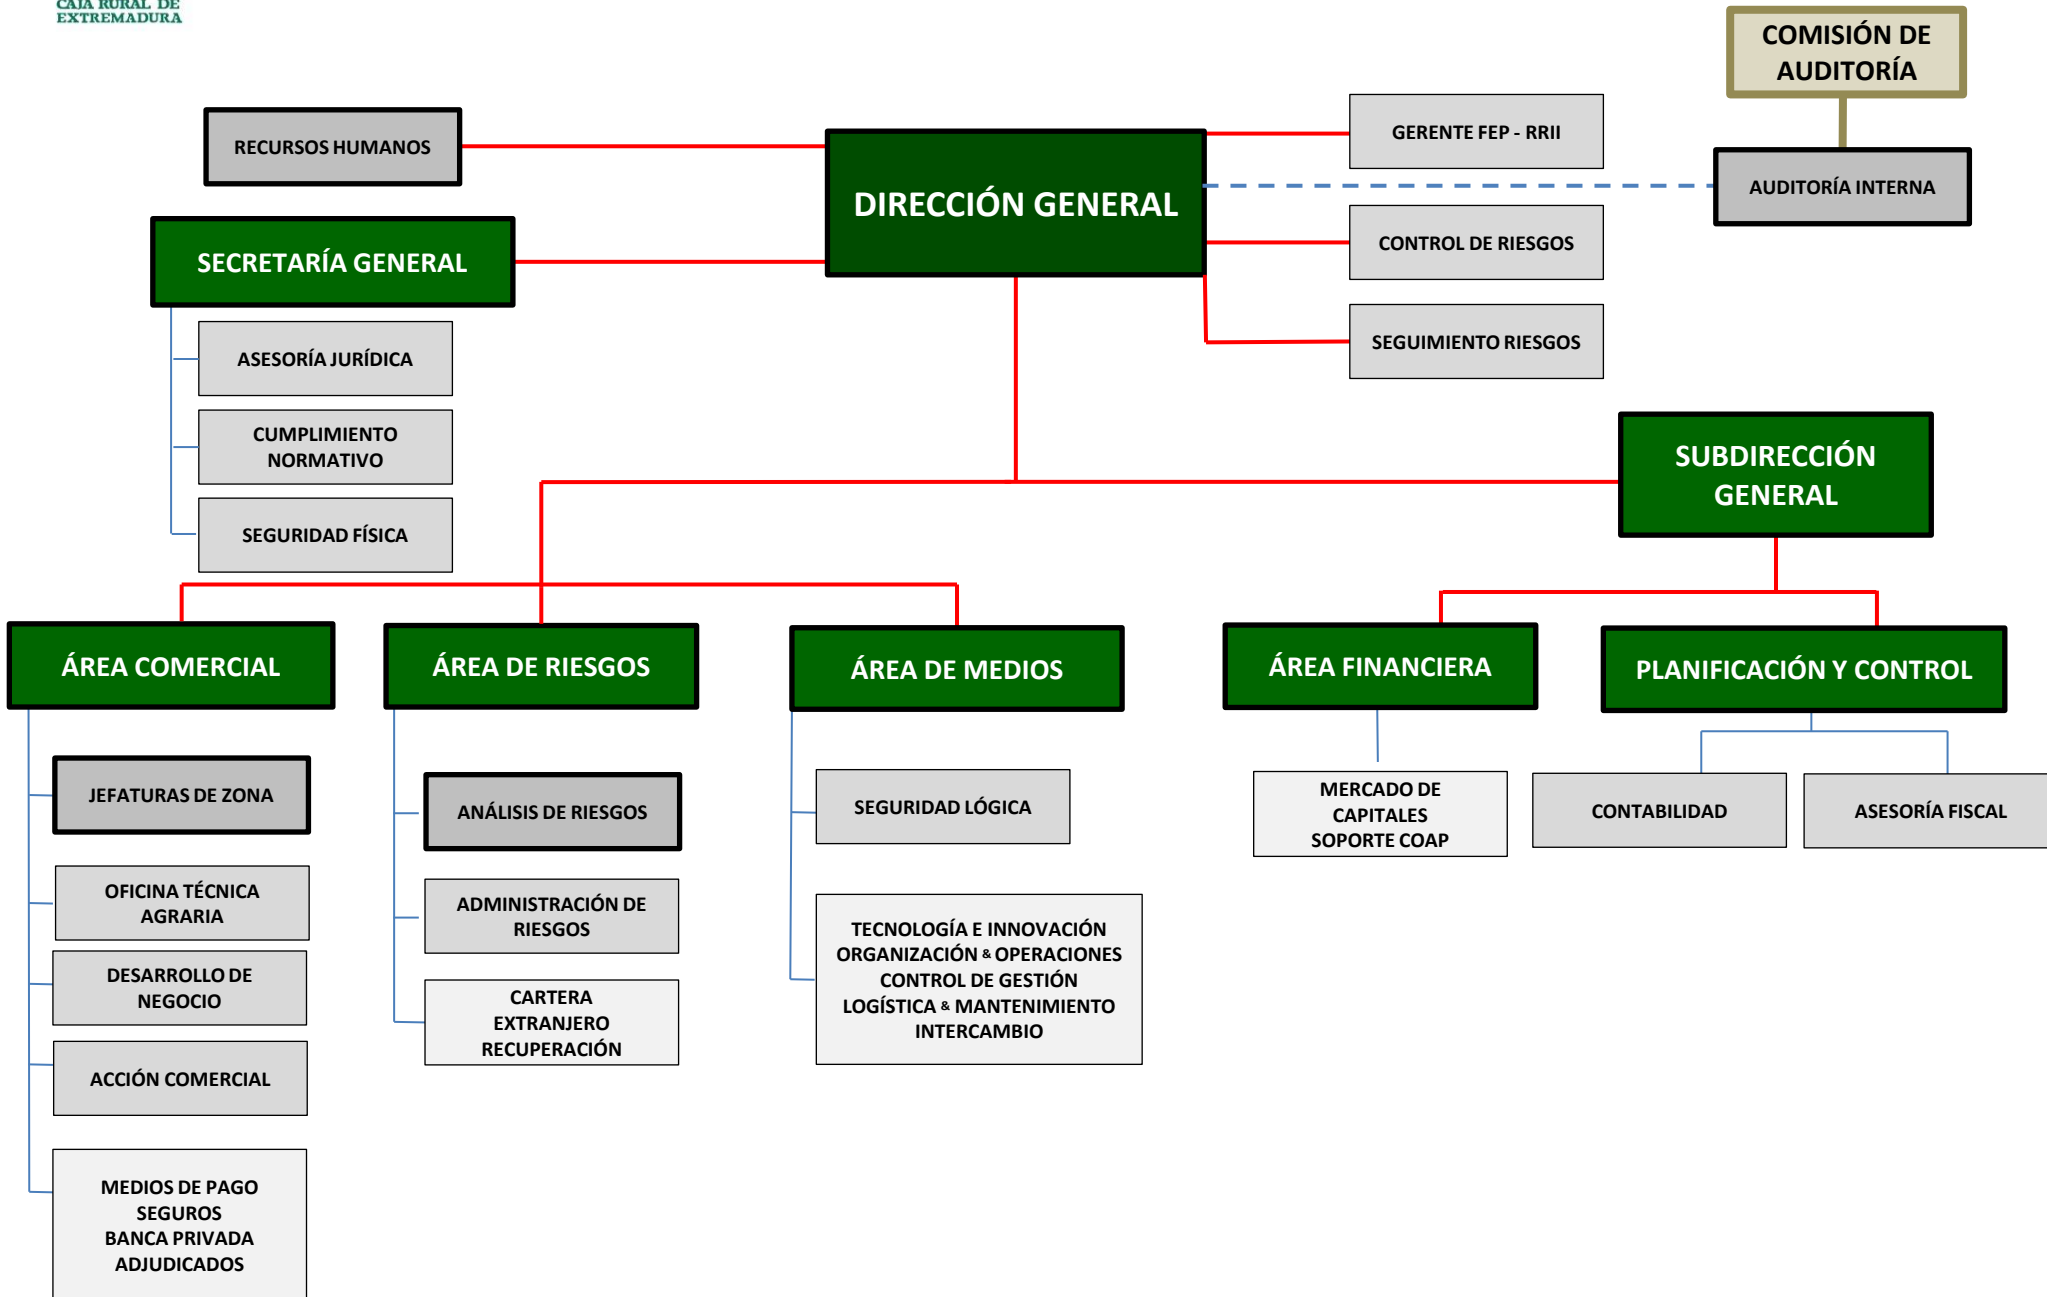 CAJA RURAL DE
EXTREMADURA
COMISIÓN DE
AUDITORÍA
RECURSOS HUMANOS
DIRECCIÓN GENERAL
GERENTE FEP - RRII
AUDITORÍA INTERNA
SECRETARÍA GENERAL
CONTROL DE RIESGOS
SEGUIMIENTO RIESGOS
ASESORÍA JURÍDICA
CUMPLIMIENTO
NORMATIVO
SEGURIDAD FÍSICA
SUBDIRECCIÓN
GENERAL
ÁREA COMERCIAL
ÁREA DE RIESGOS
ÁREA DE MEDIOS
ÁREA FINANCIERA
PLANIFICACIÓN Y CONTROL
JEFATURAS DE ZONA
OFICINA TÉCNICA
AGRARIA
DESARROLLO DE
NEGOCIO
ACCIÓN COMERCIAL
MEDIOS DE PAGO
SEGUROS
BANCA PRIVADA
ADJUDICADOS
ANÁLISIS DE RIESGOS
ADMINISTRACIÓN DE
RIESGOS
CARTERA
EXTRANJERO
RECUPERACIÓN
SEGURIDAD LÓGICA
TECNOLOGÍA E INNOVACIÓN
ORGANIZACIÓN & OPERACIONES
CONTROL DE GESTIÓN
LOGÍSTICA & MANTENIMIENTO
INTERCAMBIO
MERCADO DE
CAPITALES
SOPORTE COAP
CONTABILIDAD
ASESORÍA FISCAL